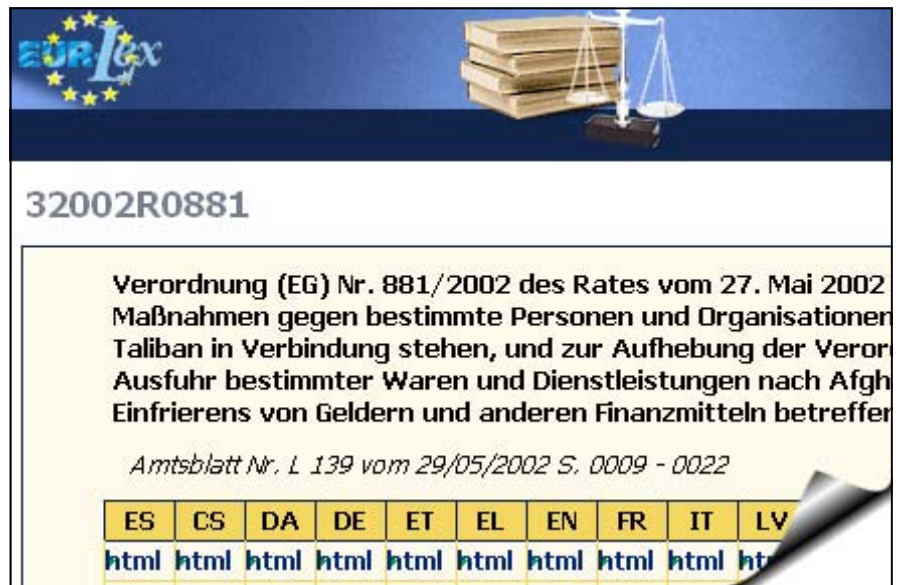 EUR-Lex
32002R0881
Verordnung (EG) Nr. 881/2002 des Rates vom 27. Mai 2002
Maßnahmen gegen bestimmte Personen und Organisationen
Taliban in Verbindung stehen, und zur Aufhebung der
Ausfuhr bestimmter Waren und Dienstleistungen nach
Einfrierens von Geldern und anderen Finanzmitteln
Amtsblatt Nr. L 139 vom 29/05/2002 S. 0009 - 0022
ES CS DA DE ET EL EN FR IT LV
html html html html html html html html html